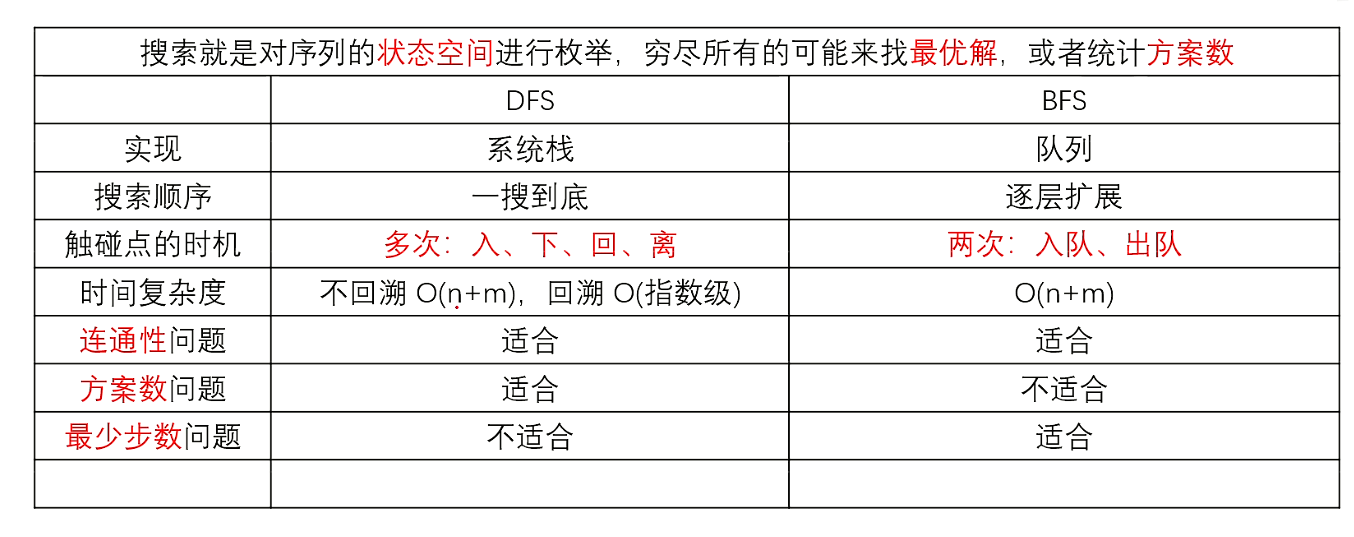 搜索就是对序列的状态空间进行枚举，穷尽所有的可能来找最优解，或者统计方案数
DFS BFS
实现 系统栈 队列
搜索顺序 一搜到底 逐层扩展
触碰点的时机 多次：入、下、回、离 两次：入队、出队
时间复杂度 不回溯 O(n+m)，回溯 O(指数级) O(n+m)
连通性问题 适合 适合
方案数问题 适合 不适合
最少步数问题 不适合 适合